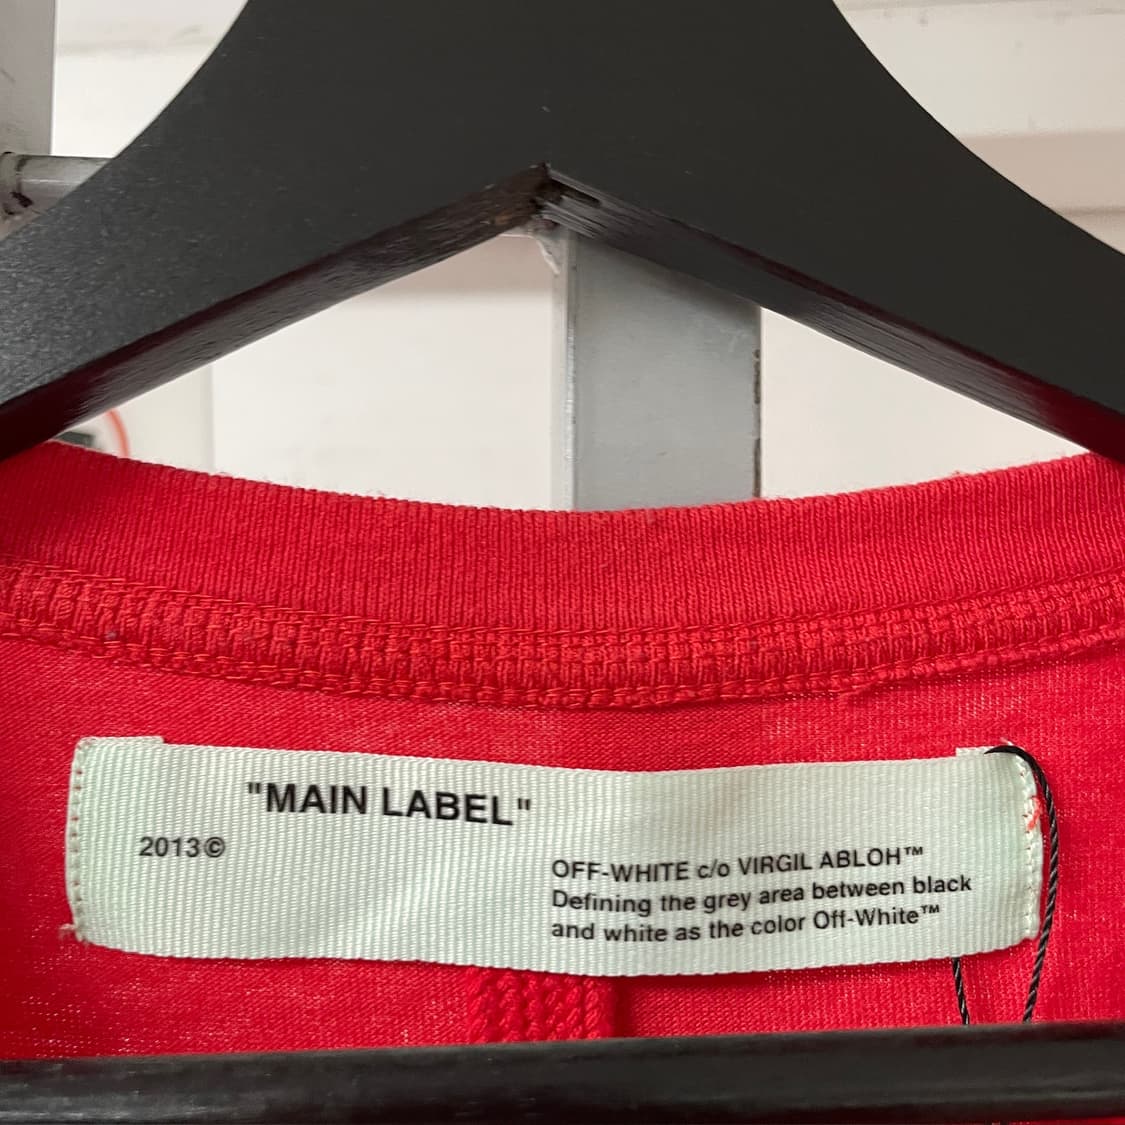 "MAIN LABEL"
2013©
OFF-WHITE c/o VIRGIL ABLOH™
Defining the grey area between black
and white as the color Off-White™